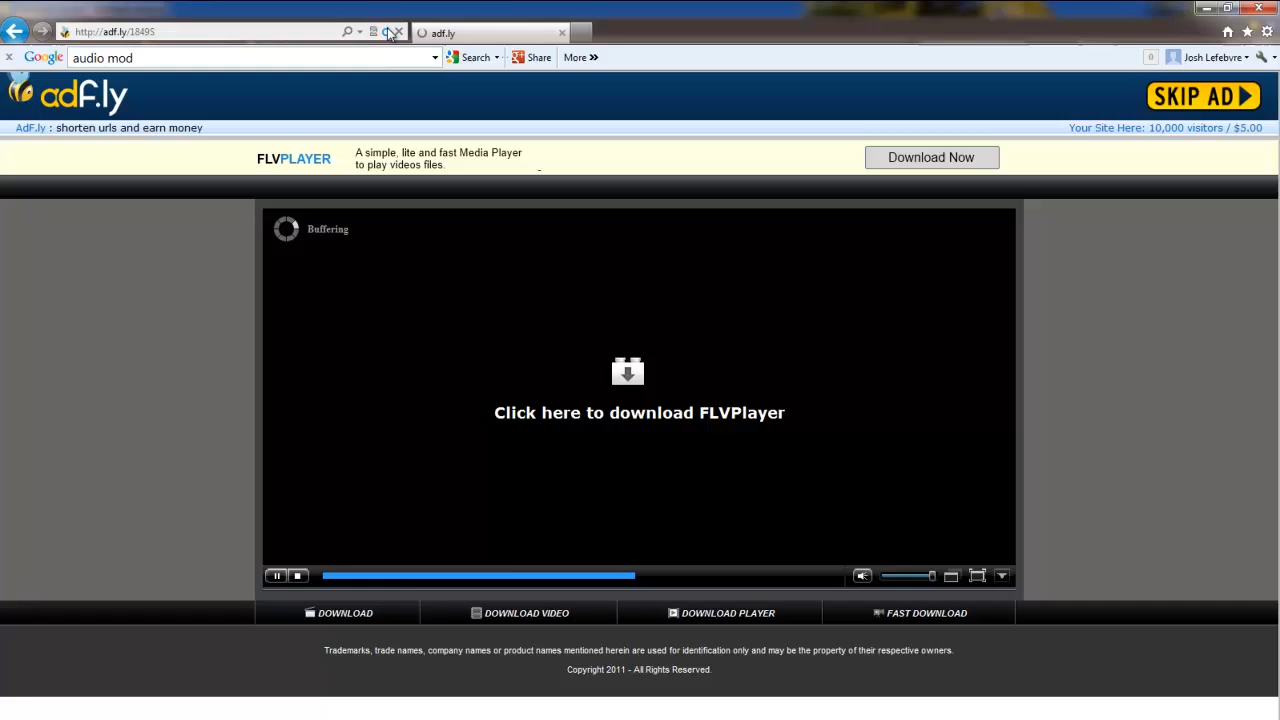 http://adf.ly/1849S
adf.ly
Google audio mod Search Share More »
0 Josh Lefebvre
adf.ly
SKIP AD
AdF.ly : shorten urls and earn money
Your Site Here: 10,000 visitors / $5.00
FLVPLAYER
A simple, lite and fast Media Player
to play videos files.
Download Now
Buffering
Click here to download FLVPlayer
DOWNLOAD
DOWNLOAD VIDEO
DOWNLOAD PLAYER
FAST DOWNLOAD
Trademarks, trade names, company names or product names mentioned herein are used for identification only and may be the property of their respective owners.
Copyright 2011 - All Rights Reserved.